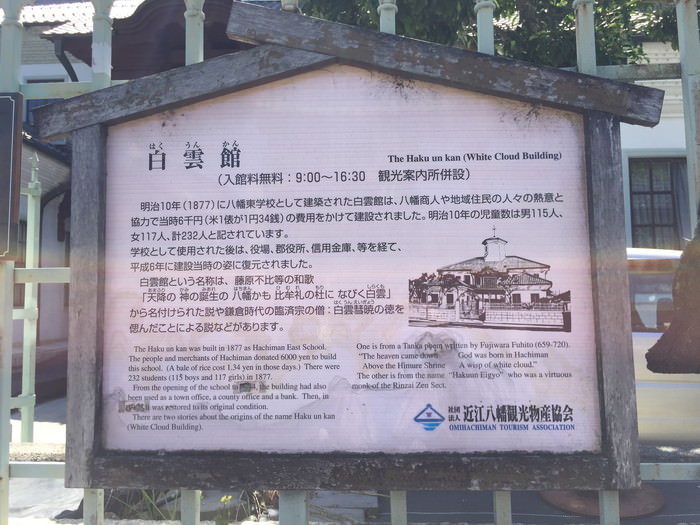 はく うん かん
白雲館
The Haku un kan (White Cloud Building)
(入館料無料:9:00〜16:30 観光案内所併設)
明治10年(1877)に八幡東学校として建築された白雲館は、八幡商人や地域住民の人々の熱意と
協力で当時6千円(米1俵が1円34銭)の費用をかけて建設されました。明治10年の児童数は男115人、
女117人、計232人と記されています。
学校として使用された後は、役場、郡役所、信用金庫、等を経て、
平成6年に建設当時の姿に復元されました。
白雲館という名称は、藤原不比等の和歌
「天降の 神の誕生の 八幡かも 比牟礼の杜に なびく白雲」
から名付けられた説や鎌倉時代の臨済宗の僧:白雲彗暁の徳を
偲んだことによる説などがあります。
The Haku un kan was built in 1877 as Hachiman East School.
The people and merchants of Hachiman donated 6000 yen to build
this school. (A bale of rice cost 1.34 yen in those days.) There were
232 students (115 boys and 117 girls) in 1877.
From the opening of the school to the building had also
been used as a town office, a county office and a bank. Then, in
it was restored to its original condition.
There are two stories about the origins of the name Haku un kan
(White Cloud Building).
One is from a Tanka poem written by Fujiwara Fuhito (659-720).
"The heaven came down God was born in Hachiman
Above the Himure Shrine A wisp of white cloud."
The other is from the name "Hakuun Eigyo" who was a virtuous
monk of the Rinzai Zen Sect.
社団法人 近江八幡観光物産協会
OMIHACHIMAN TOURISM ASSOCIATION